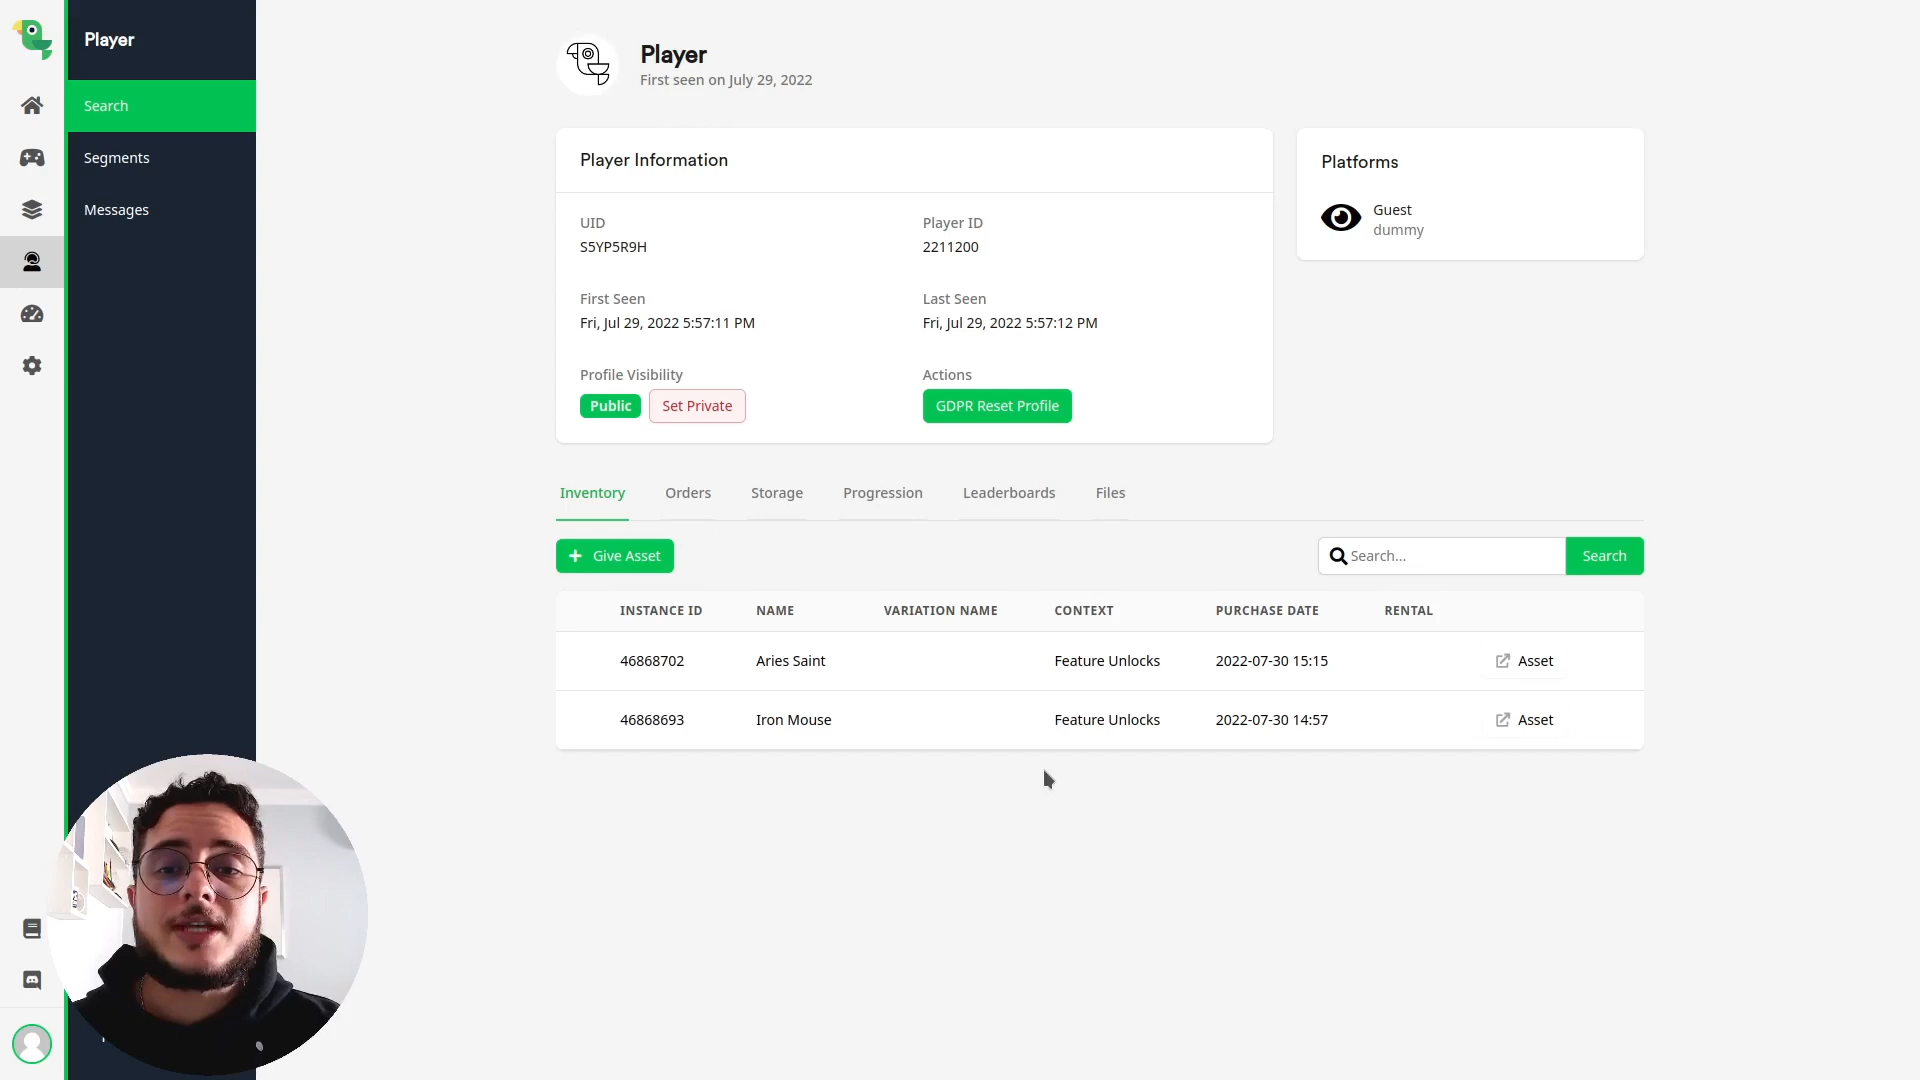 Player
Search
Segments
Messages
Player
First seen on July 29, 2022
Player Information
UID
S5YP5R9H
Player ID
2211200
First Seen
Fri, Jul 29, 2022 5:57:11 PM
Last Seen
Fri, Jul 29, 2022 5:57:12 PM
Profile Visibility
Public Set Private
Actions
GDPR Reset Profile
Platforms
Guest
dummy
Inventory Orders Storage Progression Leaderboards Files
Give Asset
Search...
Search
INSTANCE ID NAME VARIATION NAME CONTEXT PURCHASE DATE RENTAL
46868702 Aries Saint Feature Unlocks 2022-07-30 15:15 Asset
46868693 Iron Mouse Feature Unlocks 2022-07-30 14:57 Asset